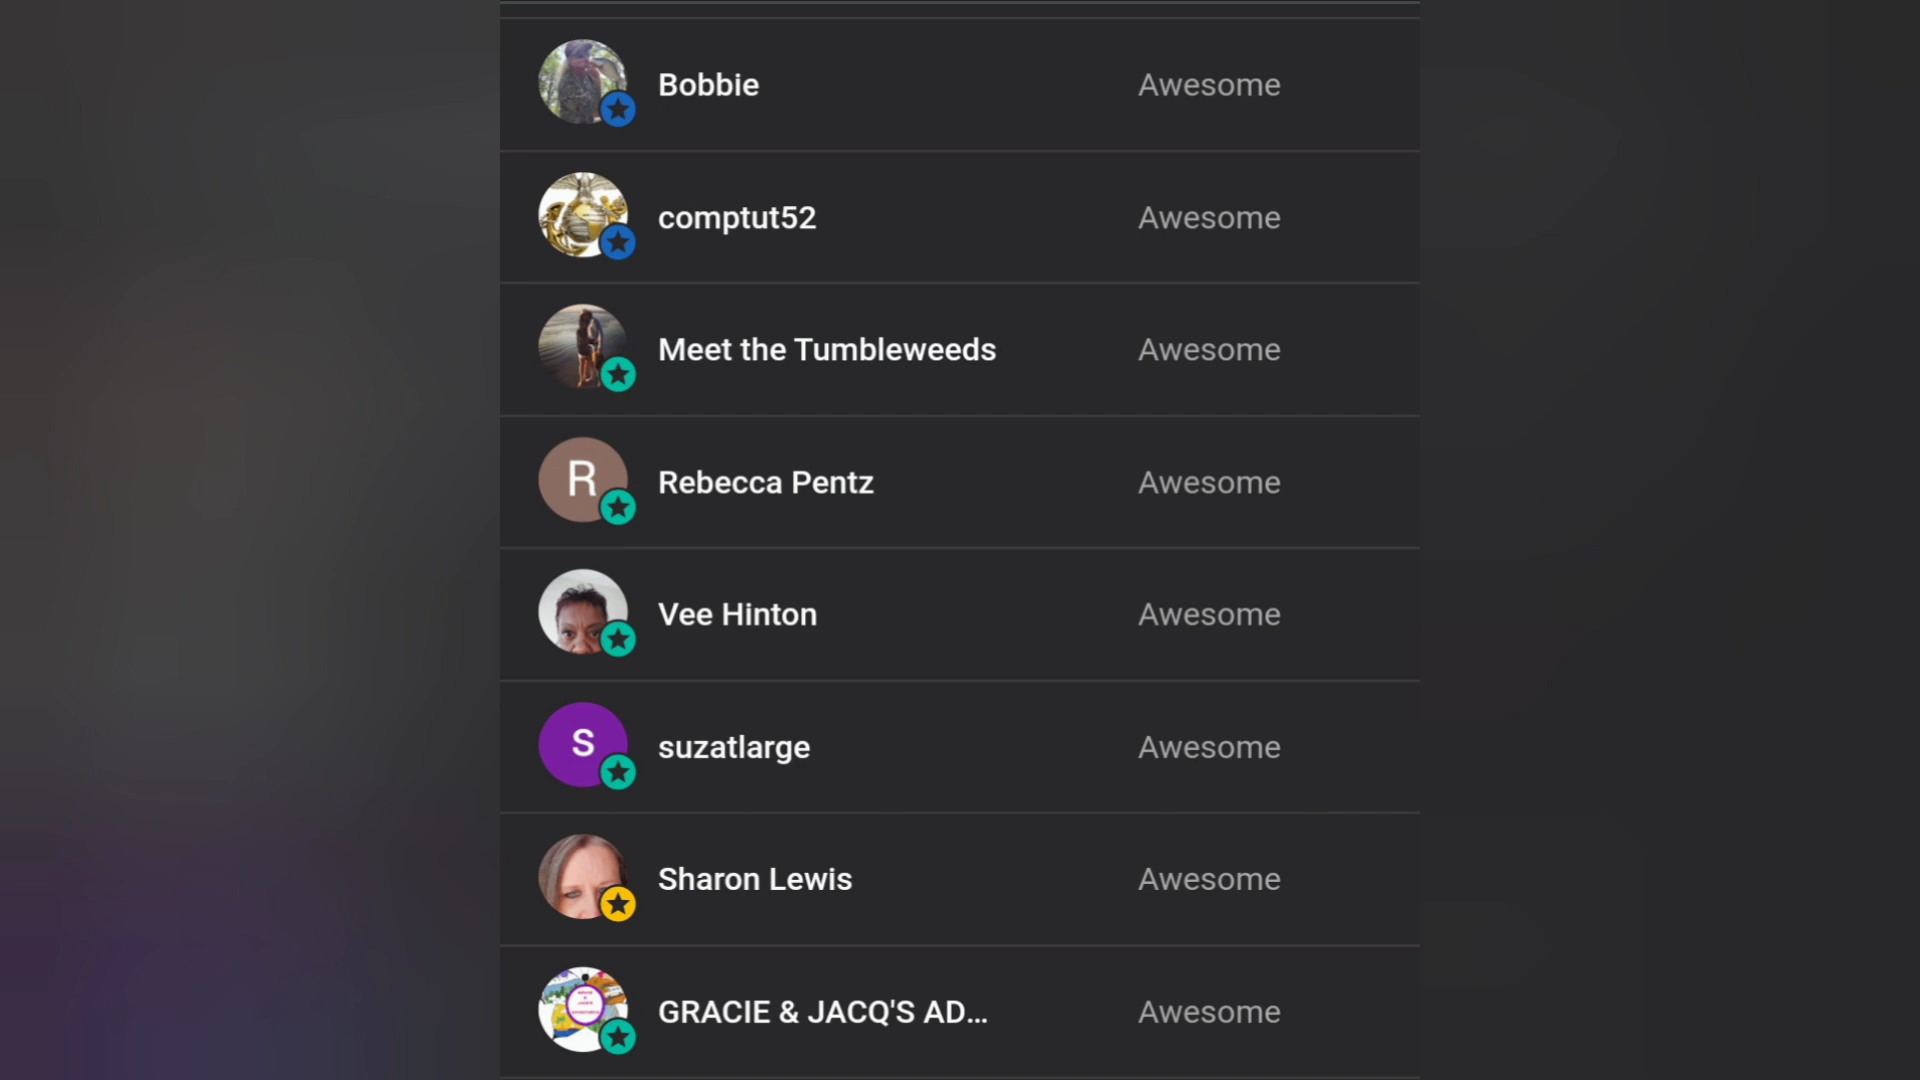 Bobbie Awesome
comptut52 Awesome
Meet the Tumbleweeds Awesome
R Rebecca Pentz Awesome
Vee Hinton Awesome
S suzatlarge Awesome
Sharon Lewis Awesome
GRACIE & JACQ'S AD... Awesome